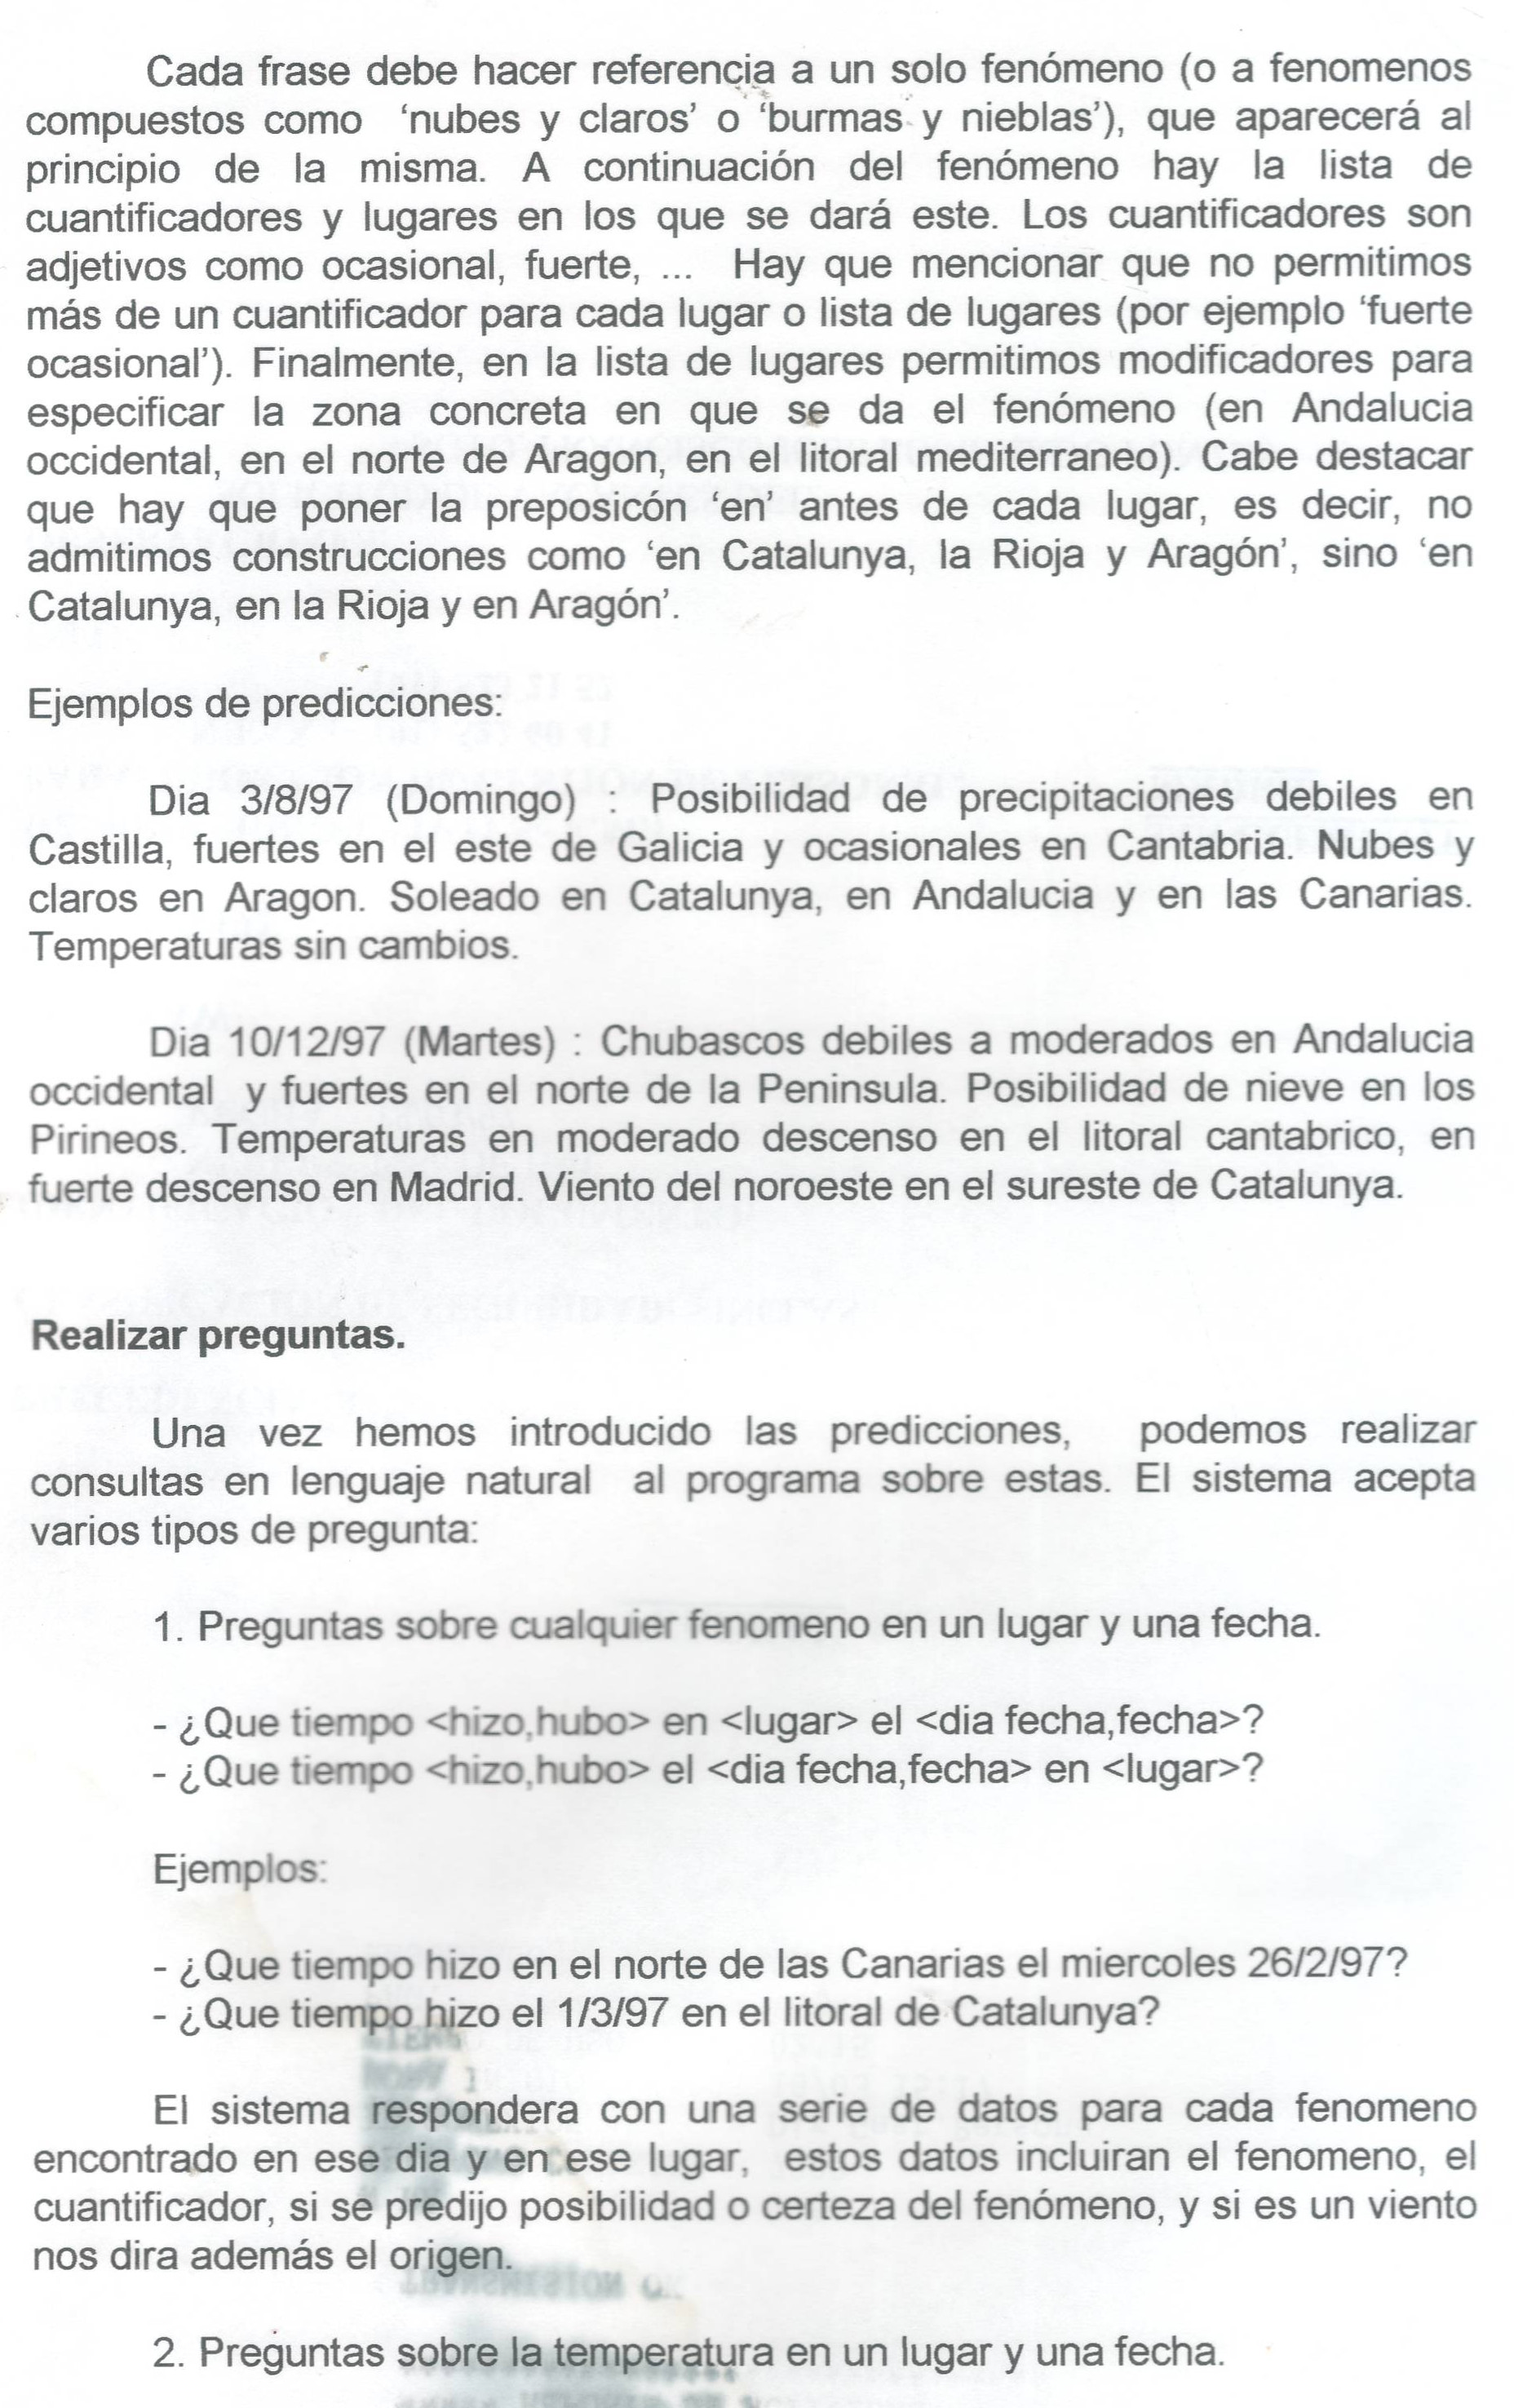 Cada frase debe hacer referencia a un solo fenómeno (o a fenomenos
compuestos como 'nubes y claros' o 'burmas y nieblas'), que aparecerá al
principio de la misma. A continuación del fenómeno hay la lista de
cuantificadores y lugares en los que se dará este. Los cuantificadores son
adjetivos como ocasional, fuerte, ... Hay que mencionar que no permitimos
más de un cuantificador para cada lugar o lista de lugares (por ejemplo 'fuerte
ocasional'). Finalmente, en la lista de lugares permitimos modificadores para
especificar la zona concreta en que se da el fenómeno (en Andalucia
occidental, en el norte de Aragon, en el litoral mediterraneo). Cabe destacar
que hay que poner la preposicón 'en' antes de cada lugar, es decir, no
admitimos construcciones como 'en Catalunya, la Rioja y Aragón', sino 'en
Catalunya, en la Rioja y en Aragón'.
Ejemplos de predicciones:
Dia 3/8/97 (Domingo) : Posibilidad de precipitaciones debiles en
Castilla, fuertes en el este de Galicia y ocasionales en Cantabria. Nubes y
claros en Aragon. Soleado en Catalunya, en Andalucia y en las Canarias.
Temperaturas sin cambios.
Dia 10/12/97 (Martes) : Chubascos debiles a moderados en Andalucia
occidental y fuertes en el norte de la Peninsula. Posibilidad de nieve en los
Pirineos. Temperaturas en moderado descenso en el litoral cantabrico, en
fuerte descenso en Madrid. Viento del noroeste en el sureste de Catalunya.
Realizar preguntas.
Una vez hemos introducido las predicciones, podemos realizar
consultas en lenguaje natural al programa sobre estas. El sistema acepta
varios tipos de pregunta:
1. Preguntas sobre cualquier fenomeno en un lugar y una fecha.
- ¿Que tiempo <hizo,hubo> en <lugar> el <dia fecha,fecha>?
- ¿Que tiempo <hizo,hubo> el <dia fecha,fecha> en <lugar>?
Ejemplos:
- ¿Que tiempo hizo en el norte de las Canarias el miercoles 26/2/97?
- ¿Que tiempo hizo el 1/3/97 en el litoral de Catalunya?
El sistema respondera con una serie de datos para cada fenomeno
encontrado en ese dia y en ese lugar, estos datos incluiran el fenomeno, el
cuantificador, si se predijo posibilidad o certeza del fenómeno, y si es un viento
nos dira además el origen.
2. Preguntas sobre la temperatura en un lugar y una fecha.